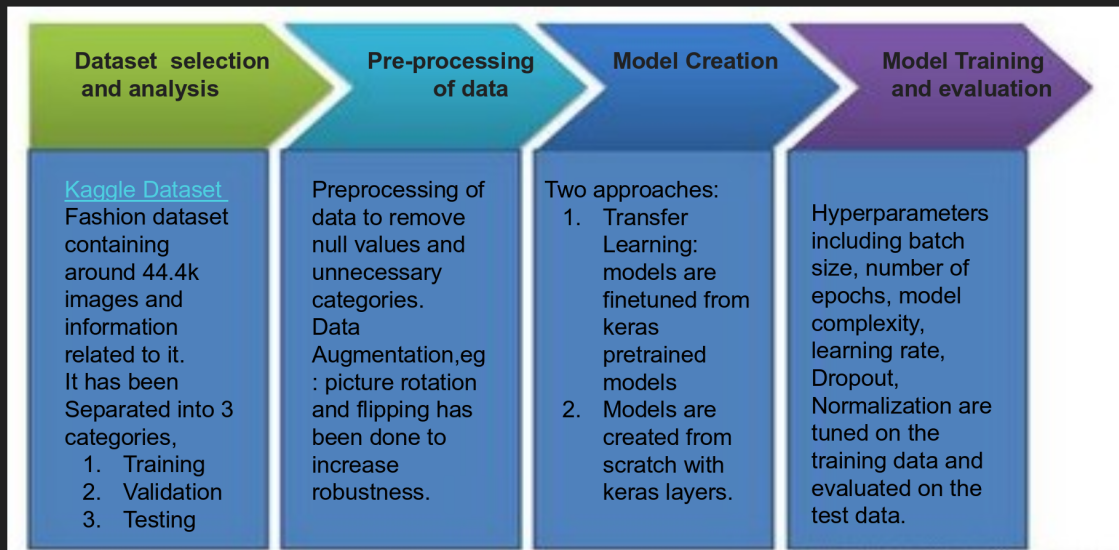 Dataset selection
and analysis
Pre-processing
of data
Model Creation
Model Training
and evaluation
Kaggle Dataset
Fashion dataset
containing
around 44.4k
images and
information
related to it.
It has been
Separated into 3
categories,
1. Training
2. Validation
3. Testing
Preprocessing of
data to remove
null values and
unnecessary
categories.
Data
Augmentation,eg
: picture rotation
and flipping has
been done to
increase
robustness.
Two approaches:
1. Transfer
Learning:
models are
finetuned from
keras
pretrained
models
2. Models are
created from
scratch with
keras layers.
Hyperparameters
including batch
size, number of
epochs, model
complexity,
learning rate,
Dropout,
Normalization are
tuned on the
training data and
evaluated on the
test data.